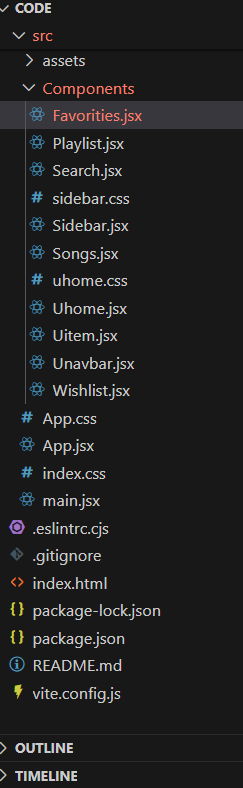 CODE
src
assets
Components
Favorities.jsx
Playlist.jsx
Search.jsx
# sidebar.css
Sidebar.jsx
Songs.jsx
# uhome.css
Uhome.jsx
Uitem.jsx
Unavbar.jsx
Wishlist.jsx
# App.css
App.jsx
# index.css
main.jsx
.eslintrc.cjs
.gitignore
<> index.html
{} package-lock.json
{} package.json
README.md
vite.config.js
OUTLINE
TIMELINE